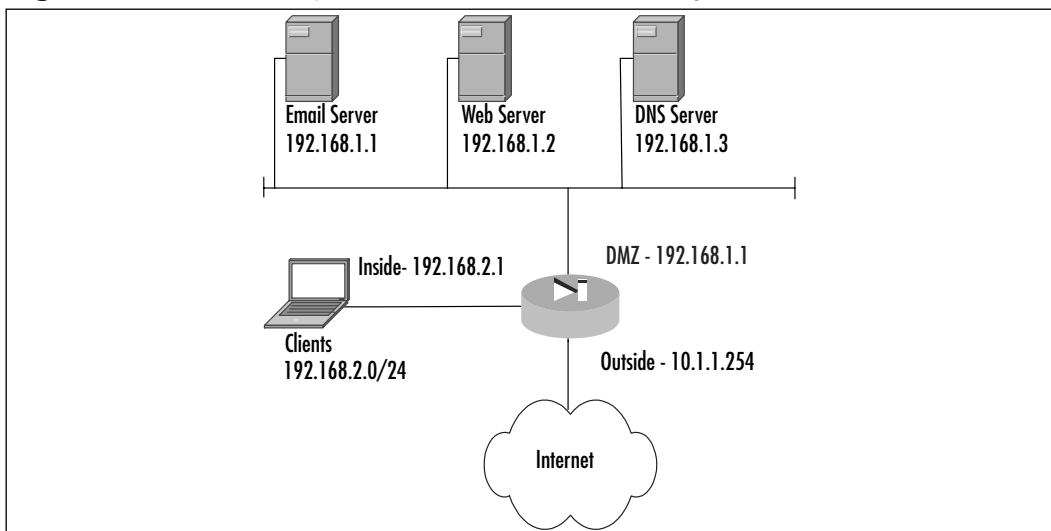 Email Server
192.168.1.1
Web Server
192.168.1.2
DNS Server
192.168.1.3
Inside- 192.168.2.1
DMZ - 192.168.1.1
Clients
192.168.2.0/24
Outside - 10.1.1.254
Internet